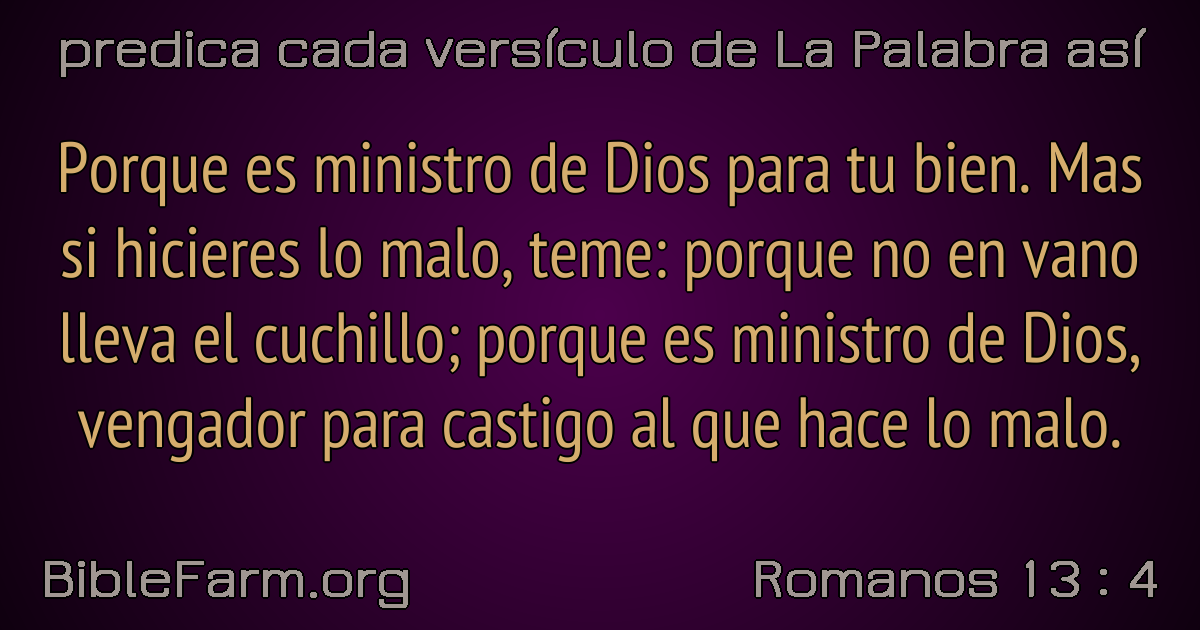 predica cada versículo de La Palabra así
Porque es ministro de Dios para tu bien. Mas
si hicieres lo malo, teme: porque no en vano
lleva el cuchillo; porque es ministro de Dios,
vengador para castigo al que hace lo malo.
BibleFarm.org
Romanos 13 : 4